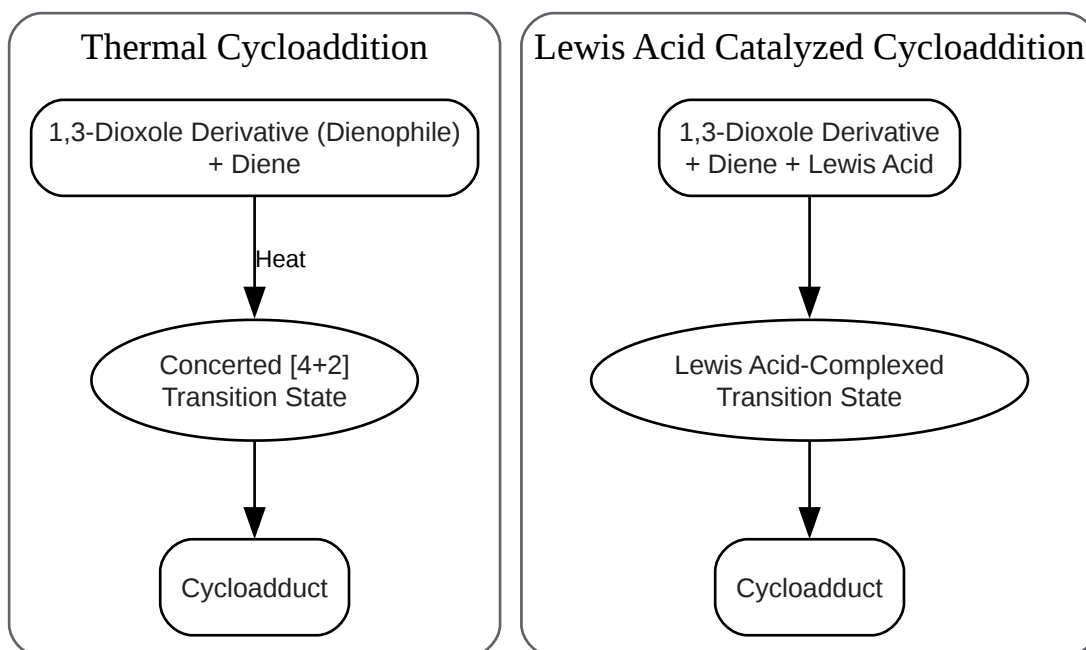 Thermal Cycloaddition
1,3-Dioxole Derivative (Dienophile)
+ Diene
Heat
Concerted [4+2]
Transition State
Cycloadduct
Lewis Acid Catalyzed Cycloaddition
1,3-Dioxole Derivative
+ Diene + Lewis Acid
Lewis Acid-Complexed
Transition State
Cycloadduct